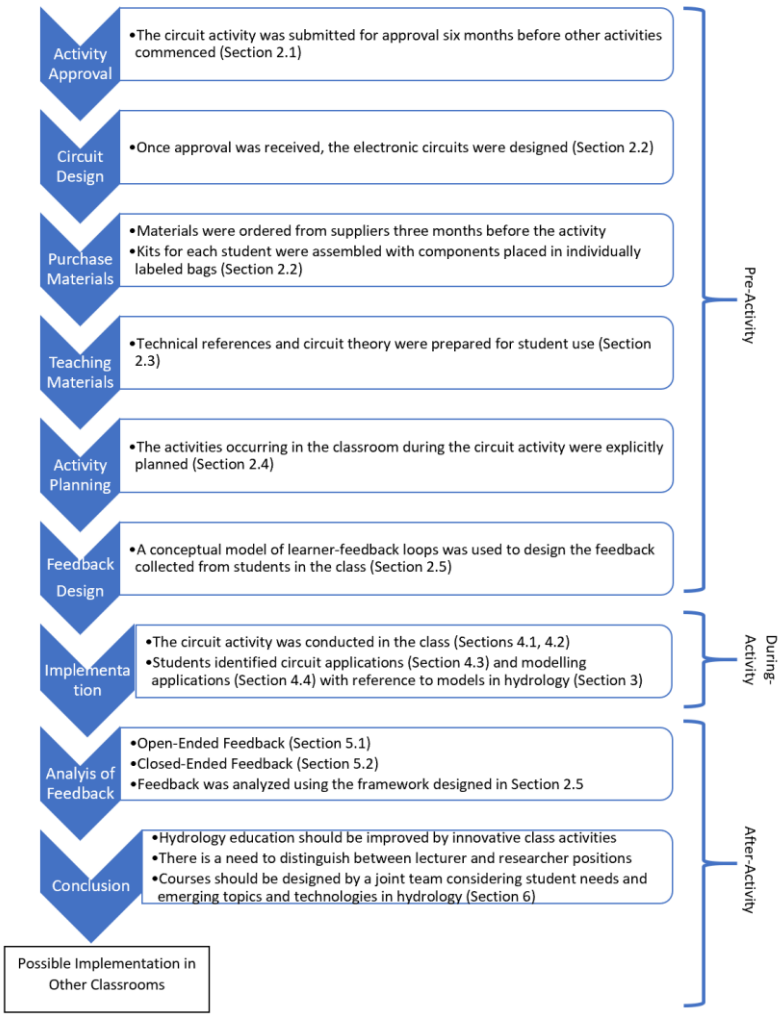 Activity
Approval
•The circuit activity was submitted for approval six months before other activities
commenced (Section 2.1)
Circuit
Design
•Once approval was received, the electronic circuits were designed (Section 2.2)
Purchase
Materials
•Materials were ordered from suppliers three months before the activity
•Kits for each student were assembled with components placed in individually
labeled bags (Section 2.2)
Teaching
Materials
•Technical references and circuit theory were prepared for student use (Section
2.3)
Activity
Planning
•The activities occurring in the classroom during the circuit activity were explicitly
planned (Section 2.4)
Feedback
Design
•A conceptual model of learner-feedback loops was used to design the feedback
collected from students in the class (Section 2.5)
Pre-Activity
Implementa
tion
•The circuit activity was conducted in the class (Sections 4.1, 4.2)
•Students identified circuit applications (Section 4.3) and modelling
applications (Section 4.4) with reference to models in hydrology (Section 3)
During-
Activity
Analyis of
Feedback
•Open-Ended Feedback (Section 5.1)
•Closed-Ended Feedback (Section 5.2)
•Feedback was analyzed using the framework designed in Section 2.5
Conclusion
•Hydrology education should be improved by innovative class activities
•There is a need to distinguish between lecturer and researcher positions
•Courses should be designed by a joint team considering student needs and
emerging topics and technologies in hydrology (Section 6)
After-Activity
Possible Implementation in
Other Classrooms